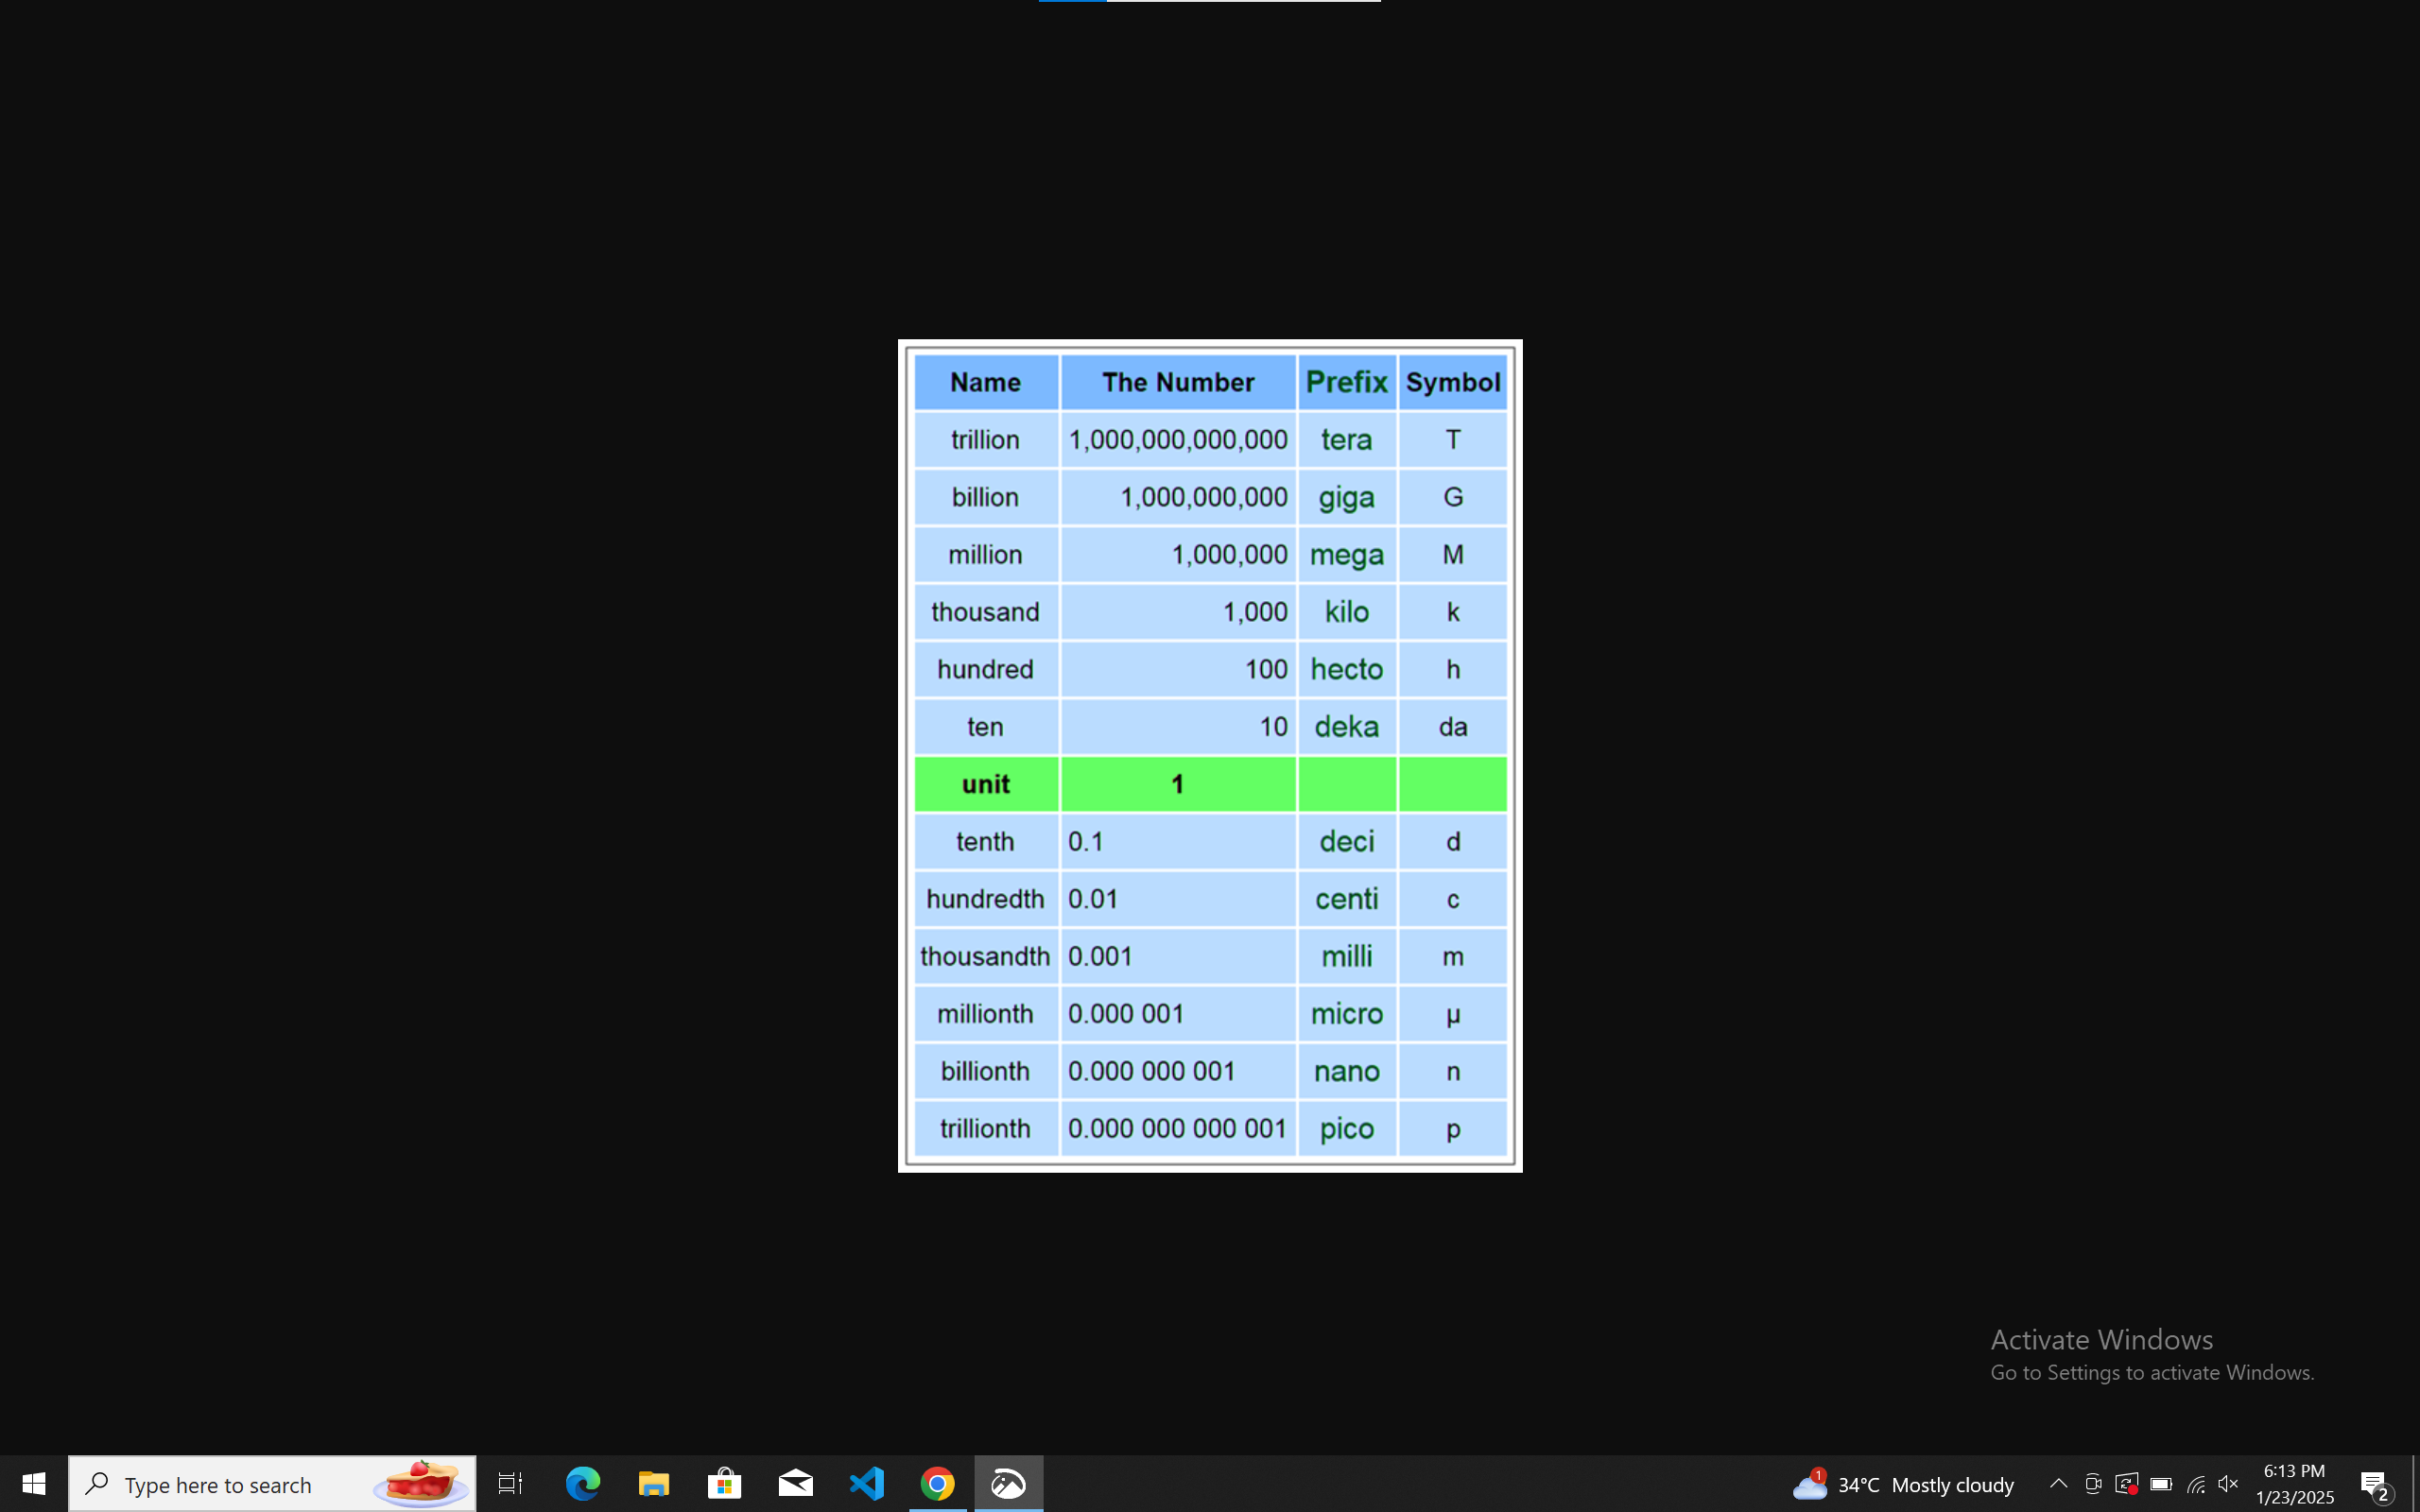 Name The Number Prefix Symbol
trillion 1,000,000,000,000 tera T
billion 1,000,000,000 giga G
million 1,000,000 mega M
thousand 1,000 kilo k
hundred 100 hecto h
ten 10 deka da
unit 1
tenth 0.1 deci d
hundredth 0.01 centi c
thousandth 0.001 milli m
millionth 0.000 001 micro µ
billionth 0.000 000 001 nano n
trillionth 0.000 000 000 001 pico p
Activate Windows
Go to Settings to activate Windows.
Type here to search
1
34°C Mostly cloudy
6:13 PM
1/23/2025
2